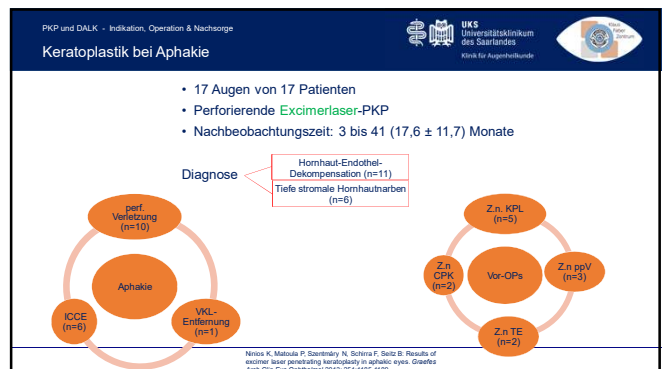 PKP und DALK - Indikation, Operation & Nachsorge
Keratoplastik bei Aphakie
UKS
Universitätsklinikum
des Saarlandes
Klinik für Augenheilkunde
Klaus
Faber
Zentrum
• 17 Augen von 17 Patienten
• Perforierende Excimerlaser-PKP
• Nachbeobachtungszeit: 3 bis 41 (17,6 ± 11,7) Monate
Diagnose
Hornhaut-Endothel-
Dekompensation (n=11)
Tiefe stromale Hornhautnarben
(n=6)
perf.
Verletzung
(n=10)
Aphakie
ICCE
(n=6)
VKL-
Entfernung
(n=1)
Z.n. KPL
(n=5)
Z.n
CPK
(n=2)
Vor-OPs
Z.n ppV
(n=3)
Z.n TE
(n=2)
Ninios K, Matoula P, Szentmáry N, Schirra F, Seitz B: Results of
excimer laser penetrating keratoplasty in aphakic eyes. Graefes